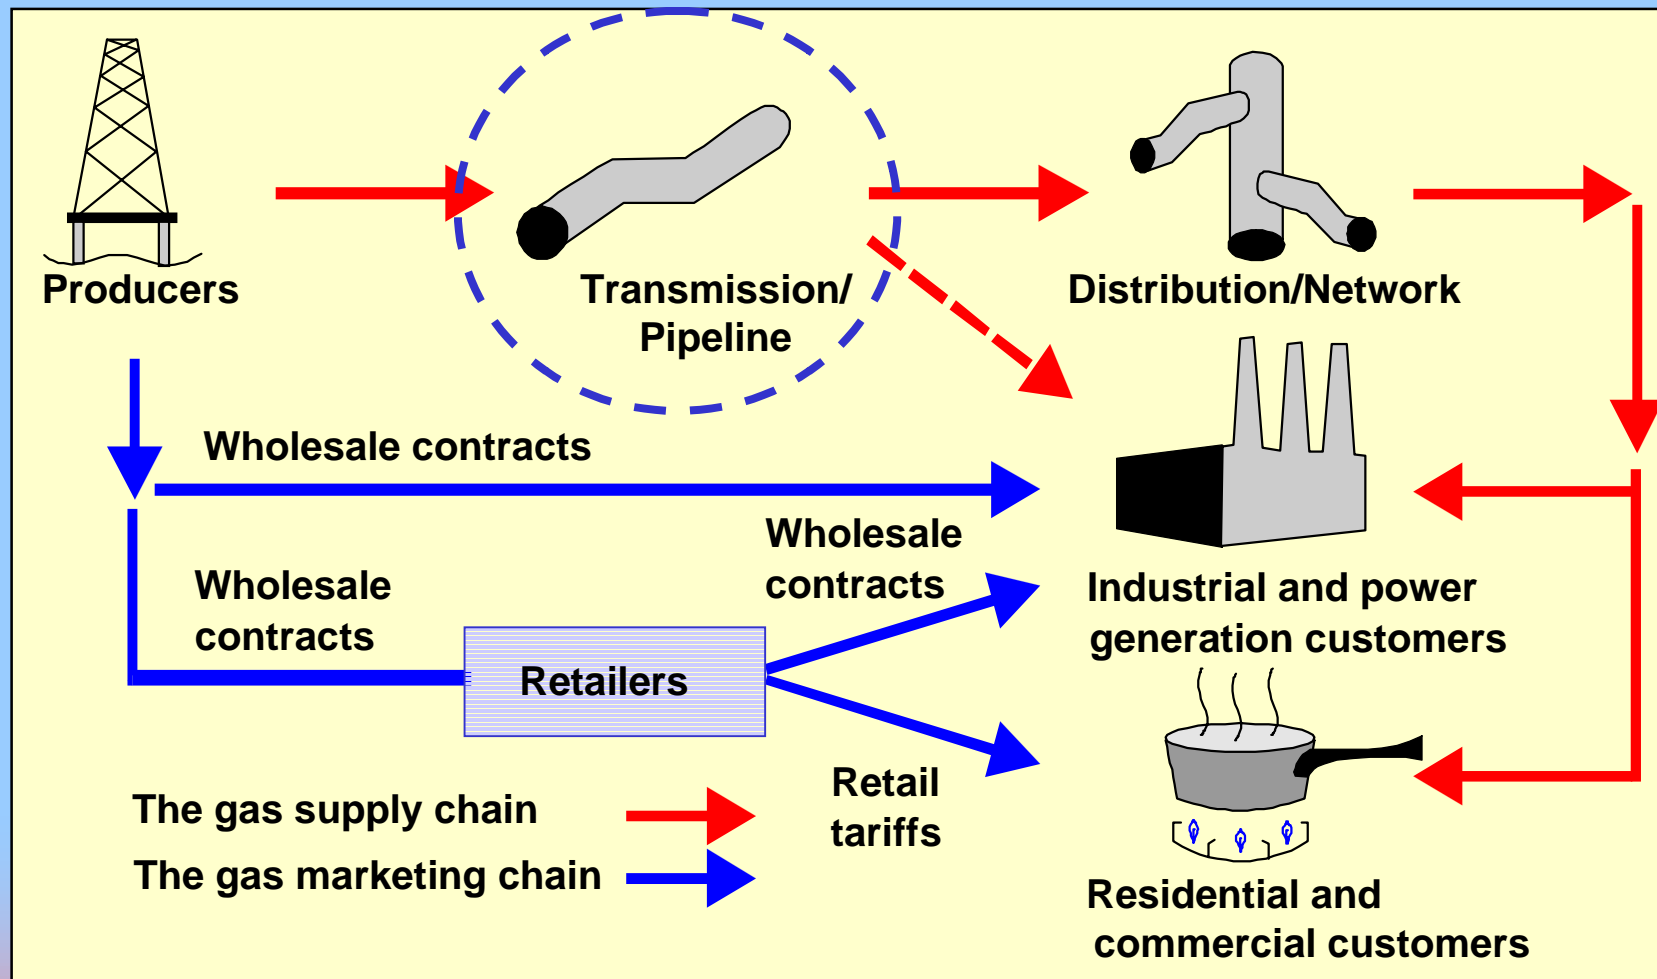 Producers
Transmission/
Pipeline
Distribution/Network
Wholesale contracts
Wholesale
contracts
Wholesale
contracts
Industrial and power
generation customers
Retailers
Retail
tariffs
The gas supply chain
The gas marketing chain
Residential and
commercial customers